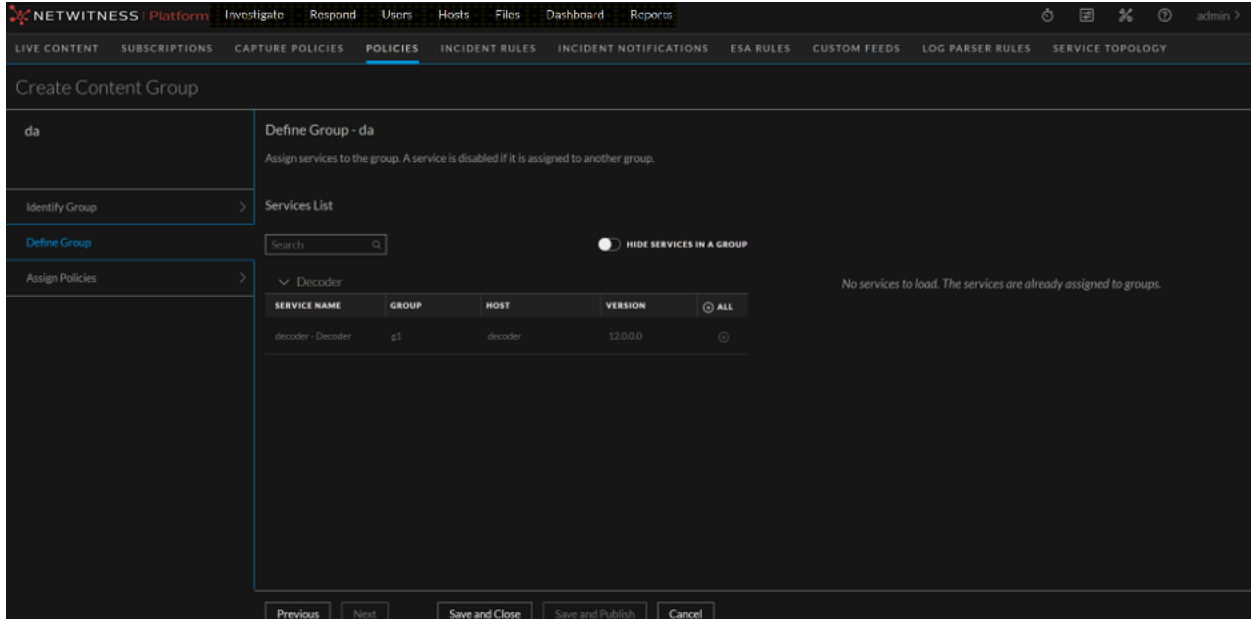 NETWITNESS Platform Investigate Respond Users Hosts Files Dashboard Reports admin >
LIVE CONTENT SUBSCRIPTIONS CAPTURE POLICIES POLICIES INCIDENT RULES INCIDENT NOTIFICATIONS ESA RULES CUSTOM FEEDS LOG PARSER RULES SERVICE TOPOLOGY
Create Content Group
da
Identify Group
Define Group
Assign Policies
Define Group - da
Assign services to the group. A service is disabled if it is assigned to another group.
Services List
Search
HIDE SERVICES IN A GROUP
Decoder
SERVICE NAME GROUP HOST VERSION ALL
decoder - Decoder g1 decoder 12.0.0.0
No services to load. The services are already assigned to groups.
Previous Next Save and Close Save and Publish Cancel